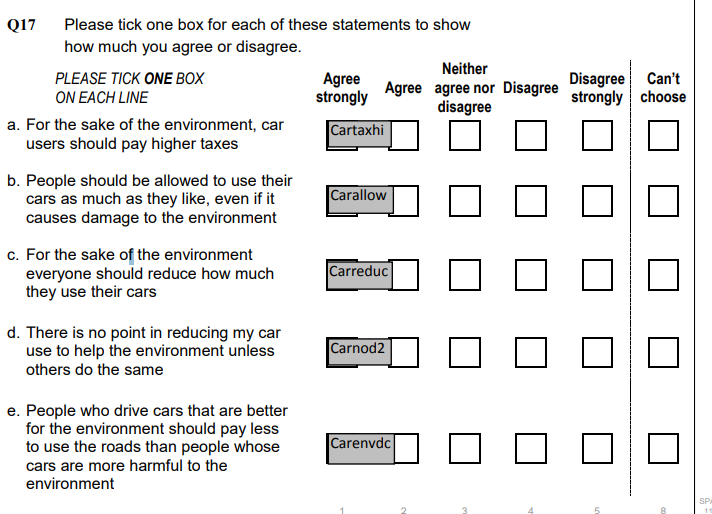 Q17 Please tick one box for each of these statements to show
how much you agree or disagree.
PLEASE TICK ONE BOX
ON EACH LINE
Agree
strongly
Agree
Neither
agree nor
disagree
Disagree
Disagree
strongly
Can't
choose
a. For the sake of the environment, car
users should pay higher taxes
Cartaxhi
b. People should be allowed to use their
cars as much as they like, even if it
causes damage to the environment
Carallow
c. For the sake of the environment
everyone should reduce how much
they use their cars
Carreduc
d. There is no point in reducing my car
use to help the environment unless
others do the same
Carnod2
e. People who drive cars that are better
for the environment should pay less
to use the roads than people whose
cars are more harmful to the
environment
Carenvdc
1 2 3 4 5 8